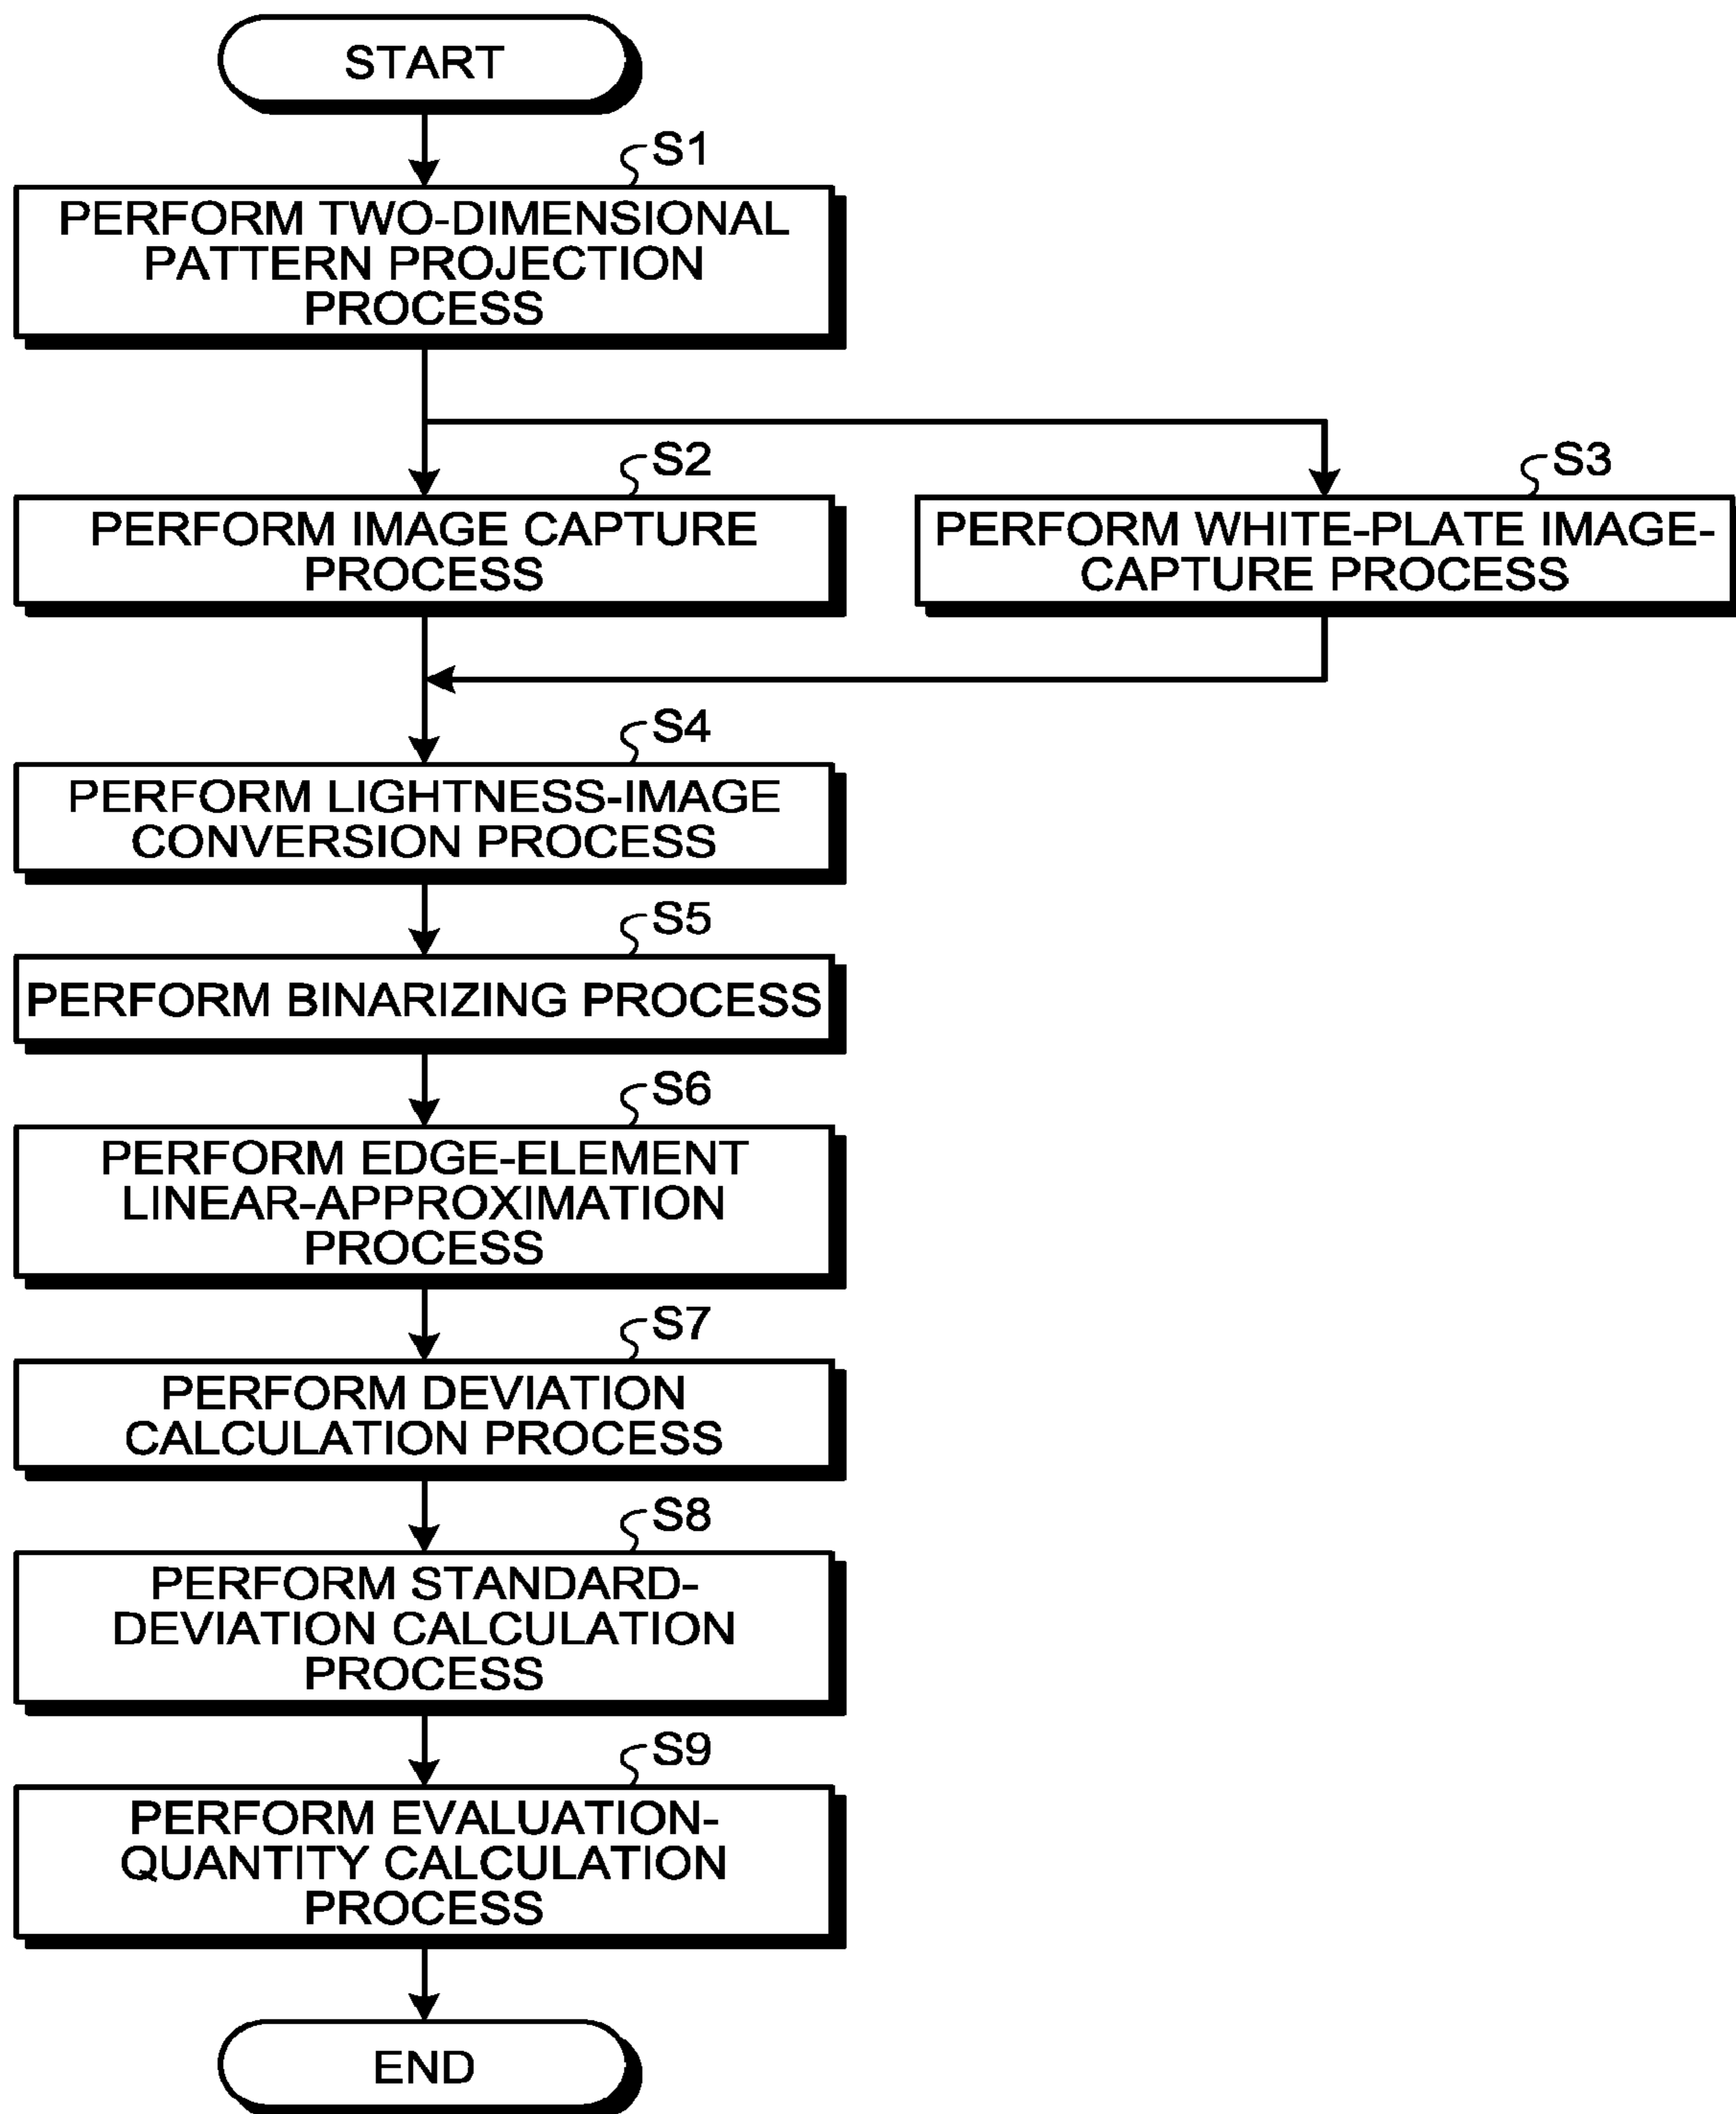 START
S1
PERFORM TWO-DIMENSIONAL
PATTERN PROJECTION
PROCESS
S2
PERFORM IMAGE CAPTURE
PROCESS
S3
PERFORM WHITE-PLATE IMAGE-
CAPTURE PROCESS
S4
PERFORM LIGHTNESS-IMAGE
CONVERSION PROCESS
S5
PERFORM BINARIZING PROCESS
S6
PERFORM EDGE-ELEMENT
LINEAR-APPROXIMATION
PROCESS
S7
PERFORM DEVIATION
CALCULATION PROCESS
S8
PERFORM STANDARD-
DEVIATION CALCULATION
PROCESS
S9
PERFORM EVALUATION-
QUANTITY CALCULATION
PROCESS
END